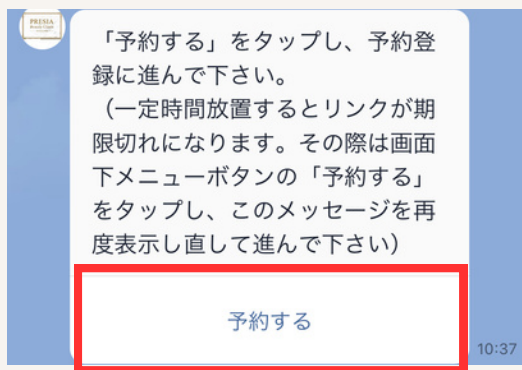 PRESIA
「予約する」をタップし、予約登
録に進んで下さい。
（一定時間放置するとリンクが期
限切れになります。その際は画面
下メニューボタンの「予約する」
をタップし、このメッセージを再
度表示し直して進んで下さい）
予約する
10:37